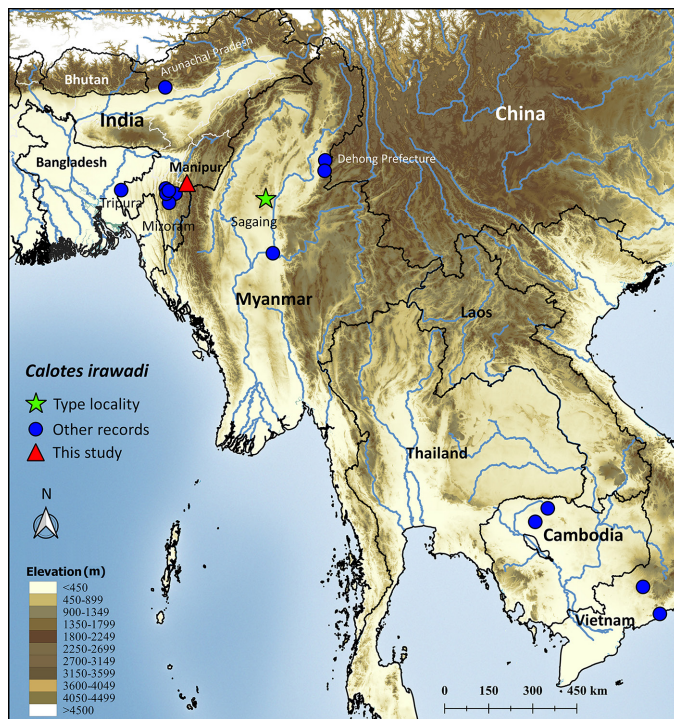 Arunachal Pradesh
Bhutan
China
India
Dehong Prefecture
Bangladesh
Manipur
Tripura
Sagaing
Mizoram
Myanmar
Laos
Calotes irawadi
Type locality
Other records
This study
Thailand
N
Cambodia
Vietnam
Elevation (m)
<450
450-899
900-1349
1350-1799
1800-2249
2250-2699
2700-3149
3150-3599
3600-4049
4050-4499
>4500
0 150 300 450 km